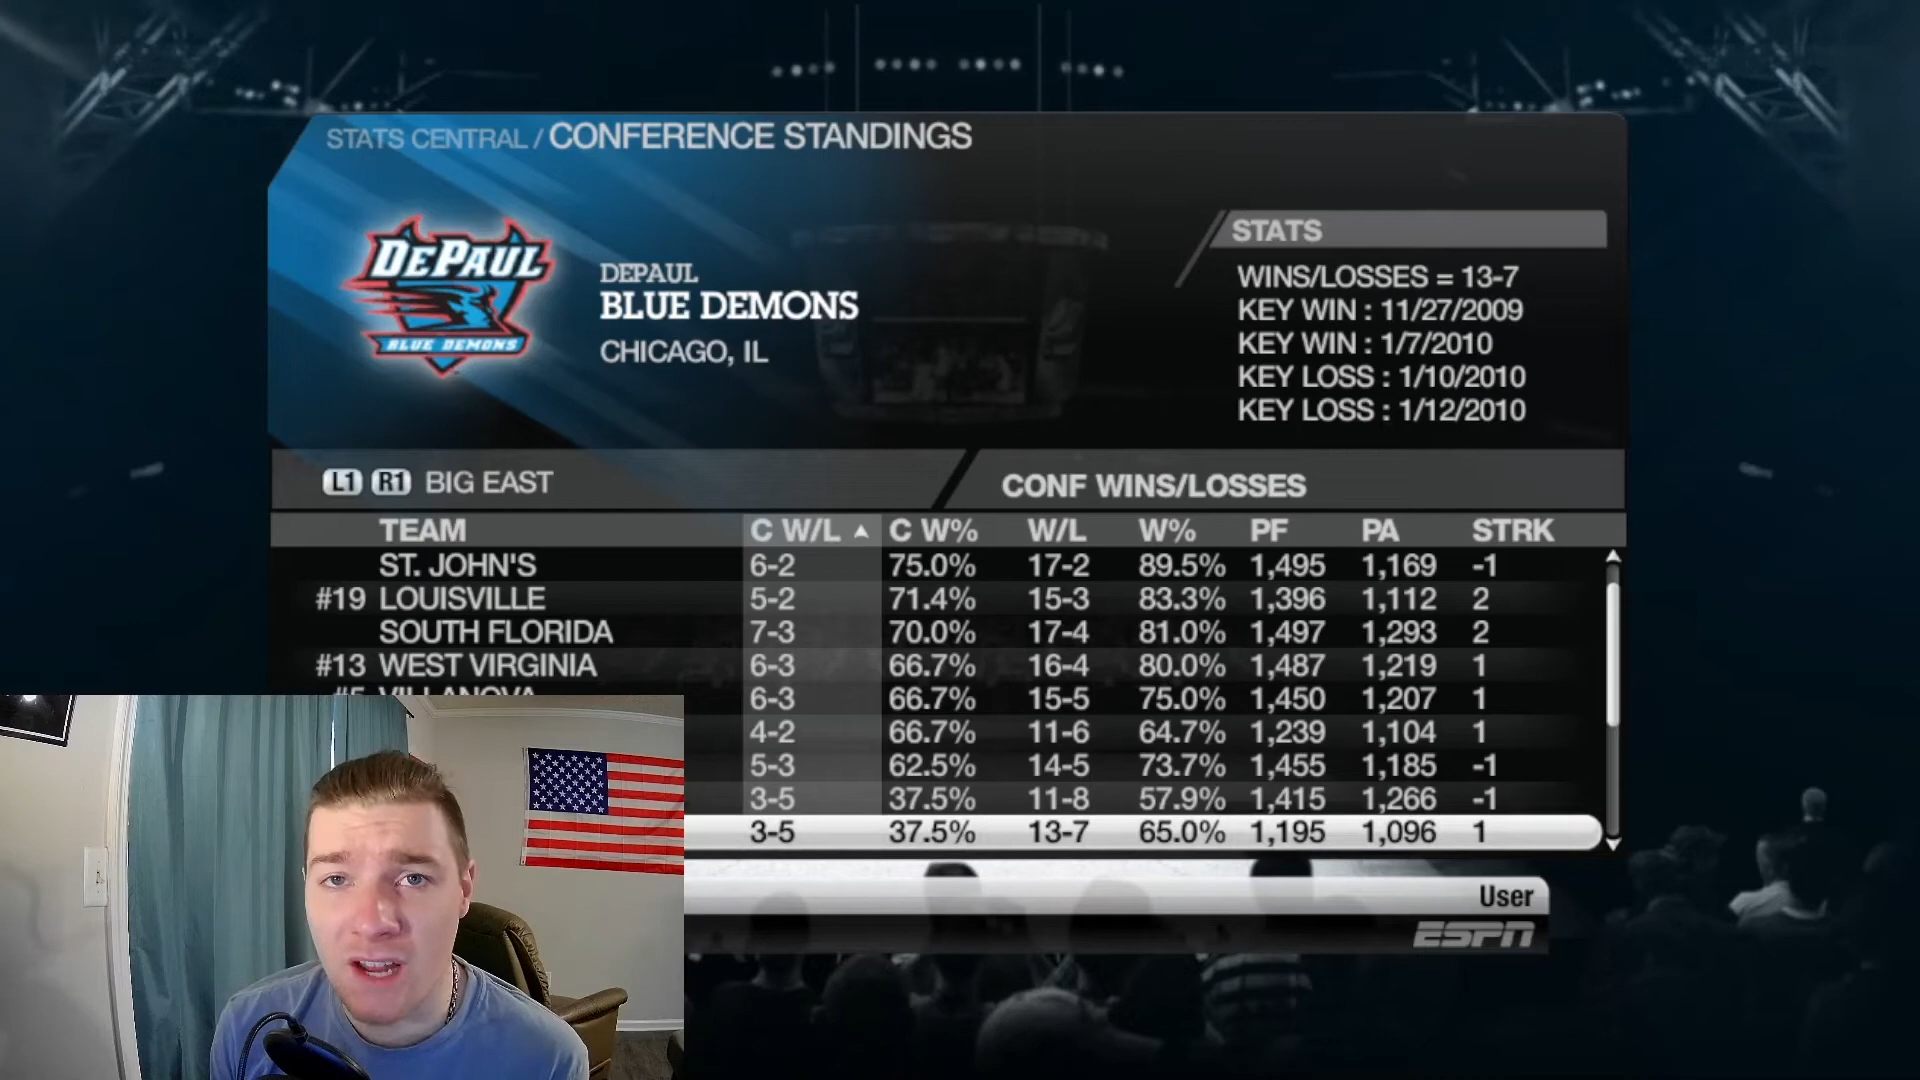 STATS CENTRAL / CONFERENCE STANDINGS
DEPAUL
BLUE DEMONS
DEPAUL
BLUE DEMONS
CHICAGO, IL
STATS
WINS/LOSSES = 13-7
KEY WIN : 11/27/2009
KEY WIN : 1/7/2010
KEY LOSS : 1/10/2010
KEY LOSS : 1/12/2010
L1 R1 BIG EAST
CONF WINS/LOSSES
TEAM C W/L C W% W/L W% PF PA STRK
ST. JOHN'S 6-2 75.0% 17-2 89.5% 1,495 1,169 -1
#19 LOUISVILLE 5-2 71.4% 15-3 83.3% 1,396 1,112 2
SOUTH FLORIDA 7-3 70.0% 17-4 81.0% 1,497 1,293 2
#13 WEST VIRGINIA 6-3 66.7% 16-4 80.0% 1,487 1,219 1
#5 VILLANOVA 6-3 66.7% 15-5 75.0% 1,450 1,207 1
4-2 66.7% 11-6 64.7% 1,239 1,104 1
5-3 62.5% 14-5 73.7% 1,455 1,185 -1
3-5 37.5% 11-8 57.9% 1,415 1,266 -1
3-5 37.5% 13-7 65.0% 1,195 1,096 1
User
ESPN